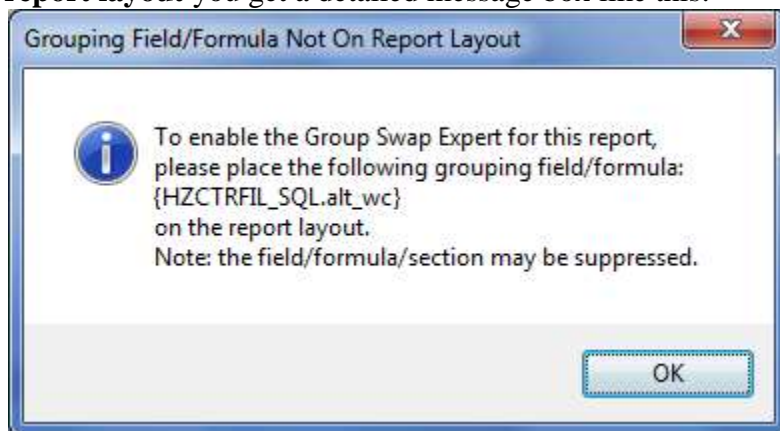 report layout you get a detailed message box like this:
Grouping Field/Formula Not On Report Layout
To enable the Group Swap Expert for this report,
please place the following grouping field/formula:
{HZCTRFIL_SQL.alt_wc}
on the report layout.
Note: the field/formula/section may be suppressed.
OK